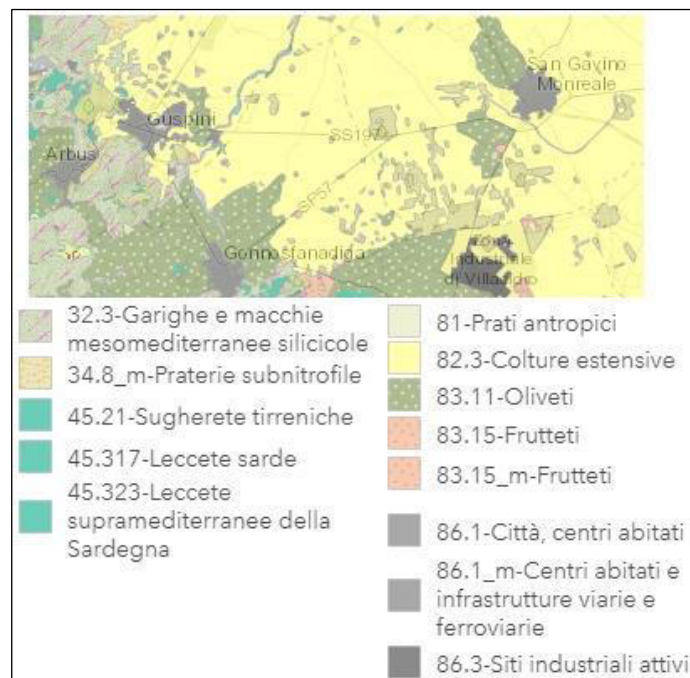 San Gavino
Monreale
Guspini
SS197
Arbus
SP57
Gonnosfanadiga
Zona
Industriale
di Villacidro
32.3-Garighe e macchie
mesomediterranee silicicole
34.8_m-Praterie subnitrofile
45.21-Sugherete tirreniche
45.317-Leccete sarde
45.323-Leccete
supramediterranee della
Sardegna
81-Prati antropici
82.3-Colture estensive
83.11-Oliveti
83.15-Frutteti
83.15_m-Frutteti
86.1-Città, centri abitati
86.1_m-Centri abitati e
infrastrutture viarie e
ferroviarie
86.3-Siti industriali attivi